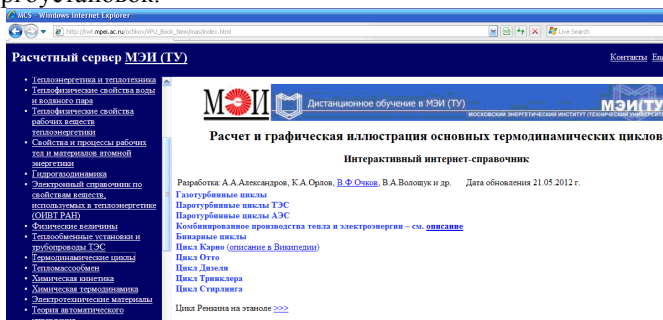 ргоустановок.
MCS - Windows Internet Explorer
http://twt.mpei.ac.ru/ochkov/VPU_Book_New/mas/index.html
Live Search
Расчетный сервер МЭИ (ТУ)
Контакты Eng
Теплоэнергетика и теплотехника
Теплофизические свойства воды
и водяного пара
Теплофизические свойства
рабочих веществ
теплоэнергетики
Свойства и процессы рабочих
тел и материалов атомной
энергетики
Гидрогазодинамика
Электронный справочник по
свойствам веществ,
используемых в теплоэнергетике
(ОИВТ РАН)
Физические величины
Теплообменные установки и
трубопроводы ТЭС
Термодинамические циклы
Тепломассообмен
Химическая кинетика
Химическая термодинамика
Электротехнические материалы
Теория автоматического
МЭИ
Дистанционное обучение в МЭИ (ТУ)
МЭИ(ТУ
МОСКОВСКИЙ ЭНЕРГЕТИЧЕСКИЙ ИНСТИТУТ (ТЕХНИЧЕСКИЙ УНИВЕРСИТЕТ
Расчет и графическая иллюстрация основных термодинамических циклов
Интерактивный интернет-справочник
Разработка: А.А.Александров, К.А.Орлов, В.Ф.Очков, В.А.Волощук и др. Дата обновления 21.05.2012 г.
Газотурбинные циклы
Паротурбинные циклы ТЭС
Паротурбинные циклы АЭС
Комбинированное производства тепла и электроэнергии – см. описание
Бинарные циклы
Цикл Карно (описание в Википедии)
Цикл Отто
Цикл Дизеля
Цикл Тринклера
Цикл Стирлинга
Цикл Ренкина на этаноле >>>